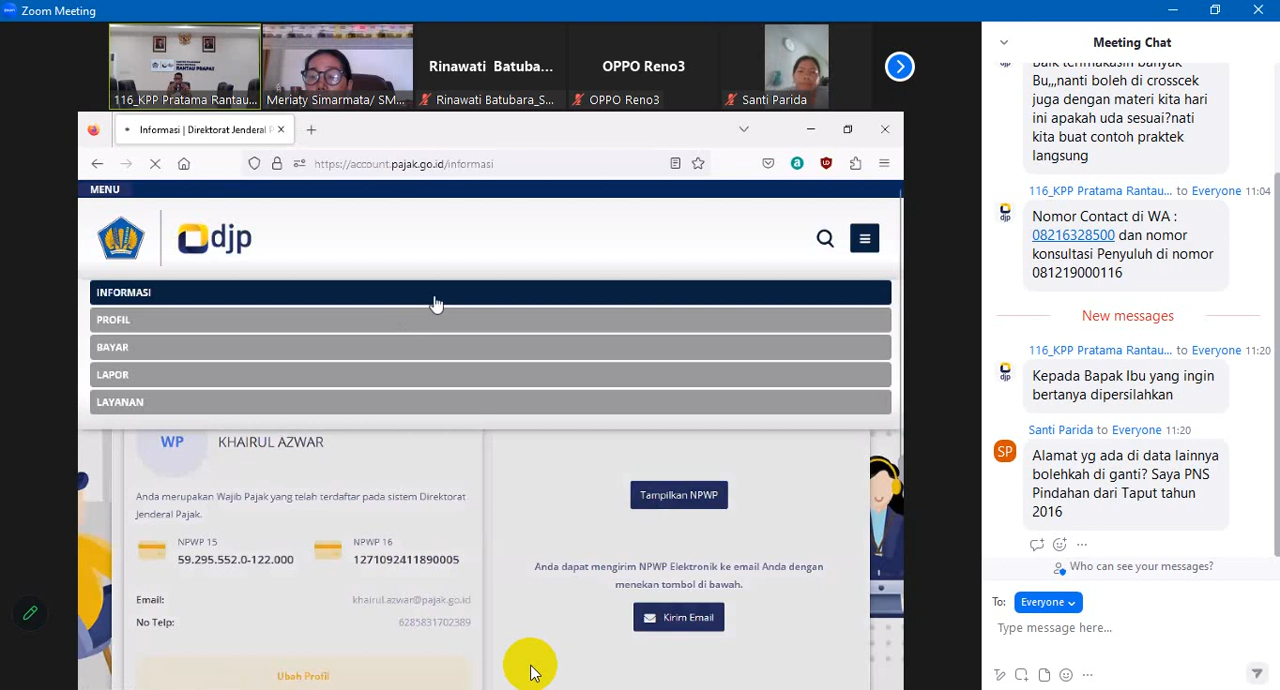 Zoom Meeting
116_KPP Pratama Rantau...
Meriaty Simarmata/ SM...
Rinawati Batuba...
Rinawati Batubara_S...
OPPO Reno3
OPPO Reno3
Santi Parida
Informasi | Direktorat Jenderal P
https://account.pajak.go.id/informasi
MENU
djp
INFORMASI
PROFIL
BAYAR
LAPOR
LAYANAN
WP
KHAIRUL AZWAR
Anda merupakan Wajib Pajak yang telah terdaftar pada sistem Direktorat
Jenderal Pajak.
NPWP 15
59.295.552.0-122.000
NPWP 16
1271092411890005
Email:
khairul.azwar@pajak.go.id
No Telp:
6285831702389
Ubah Profil
Tampilkan NPWP
Anda dapat mengirim NPWP Elektronik ke email Anda dengan
menekan tombol di bawah.
Kirim Email
Meeting Chat
Baik terimakasih banyak
Bu,,,nanti boleh di crosscek
juga dengan materi kita hari
ini apakah uda sesuai?nati
kita buat contoh praktek
langsung
116_KPP Pratama Rantau... to Everyone 11:04
Nomor Contact di WA :
08216328500 dan nomor
konsultasi Penyuluh di nomor
081219000116
New messages
116_KPP Pratama Rantau... to Everyone 11:20
Kepada Bapak Ibu yang ingin
bertanya dipersilahkan
Santi Parida to Everyone 11:20
SP
Alamat yg ada di data lainnya
bolehkah di ganti? Saya PNS
Pindahan dari Taput tahun
2016
Who can see your messages?
To: Everyone
Type message here...